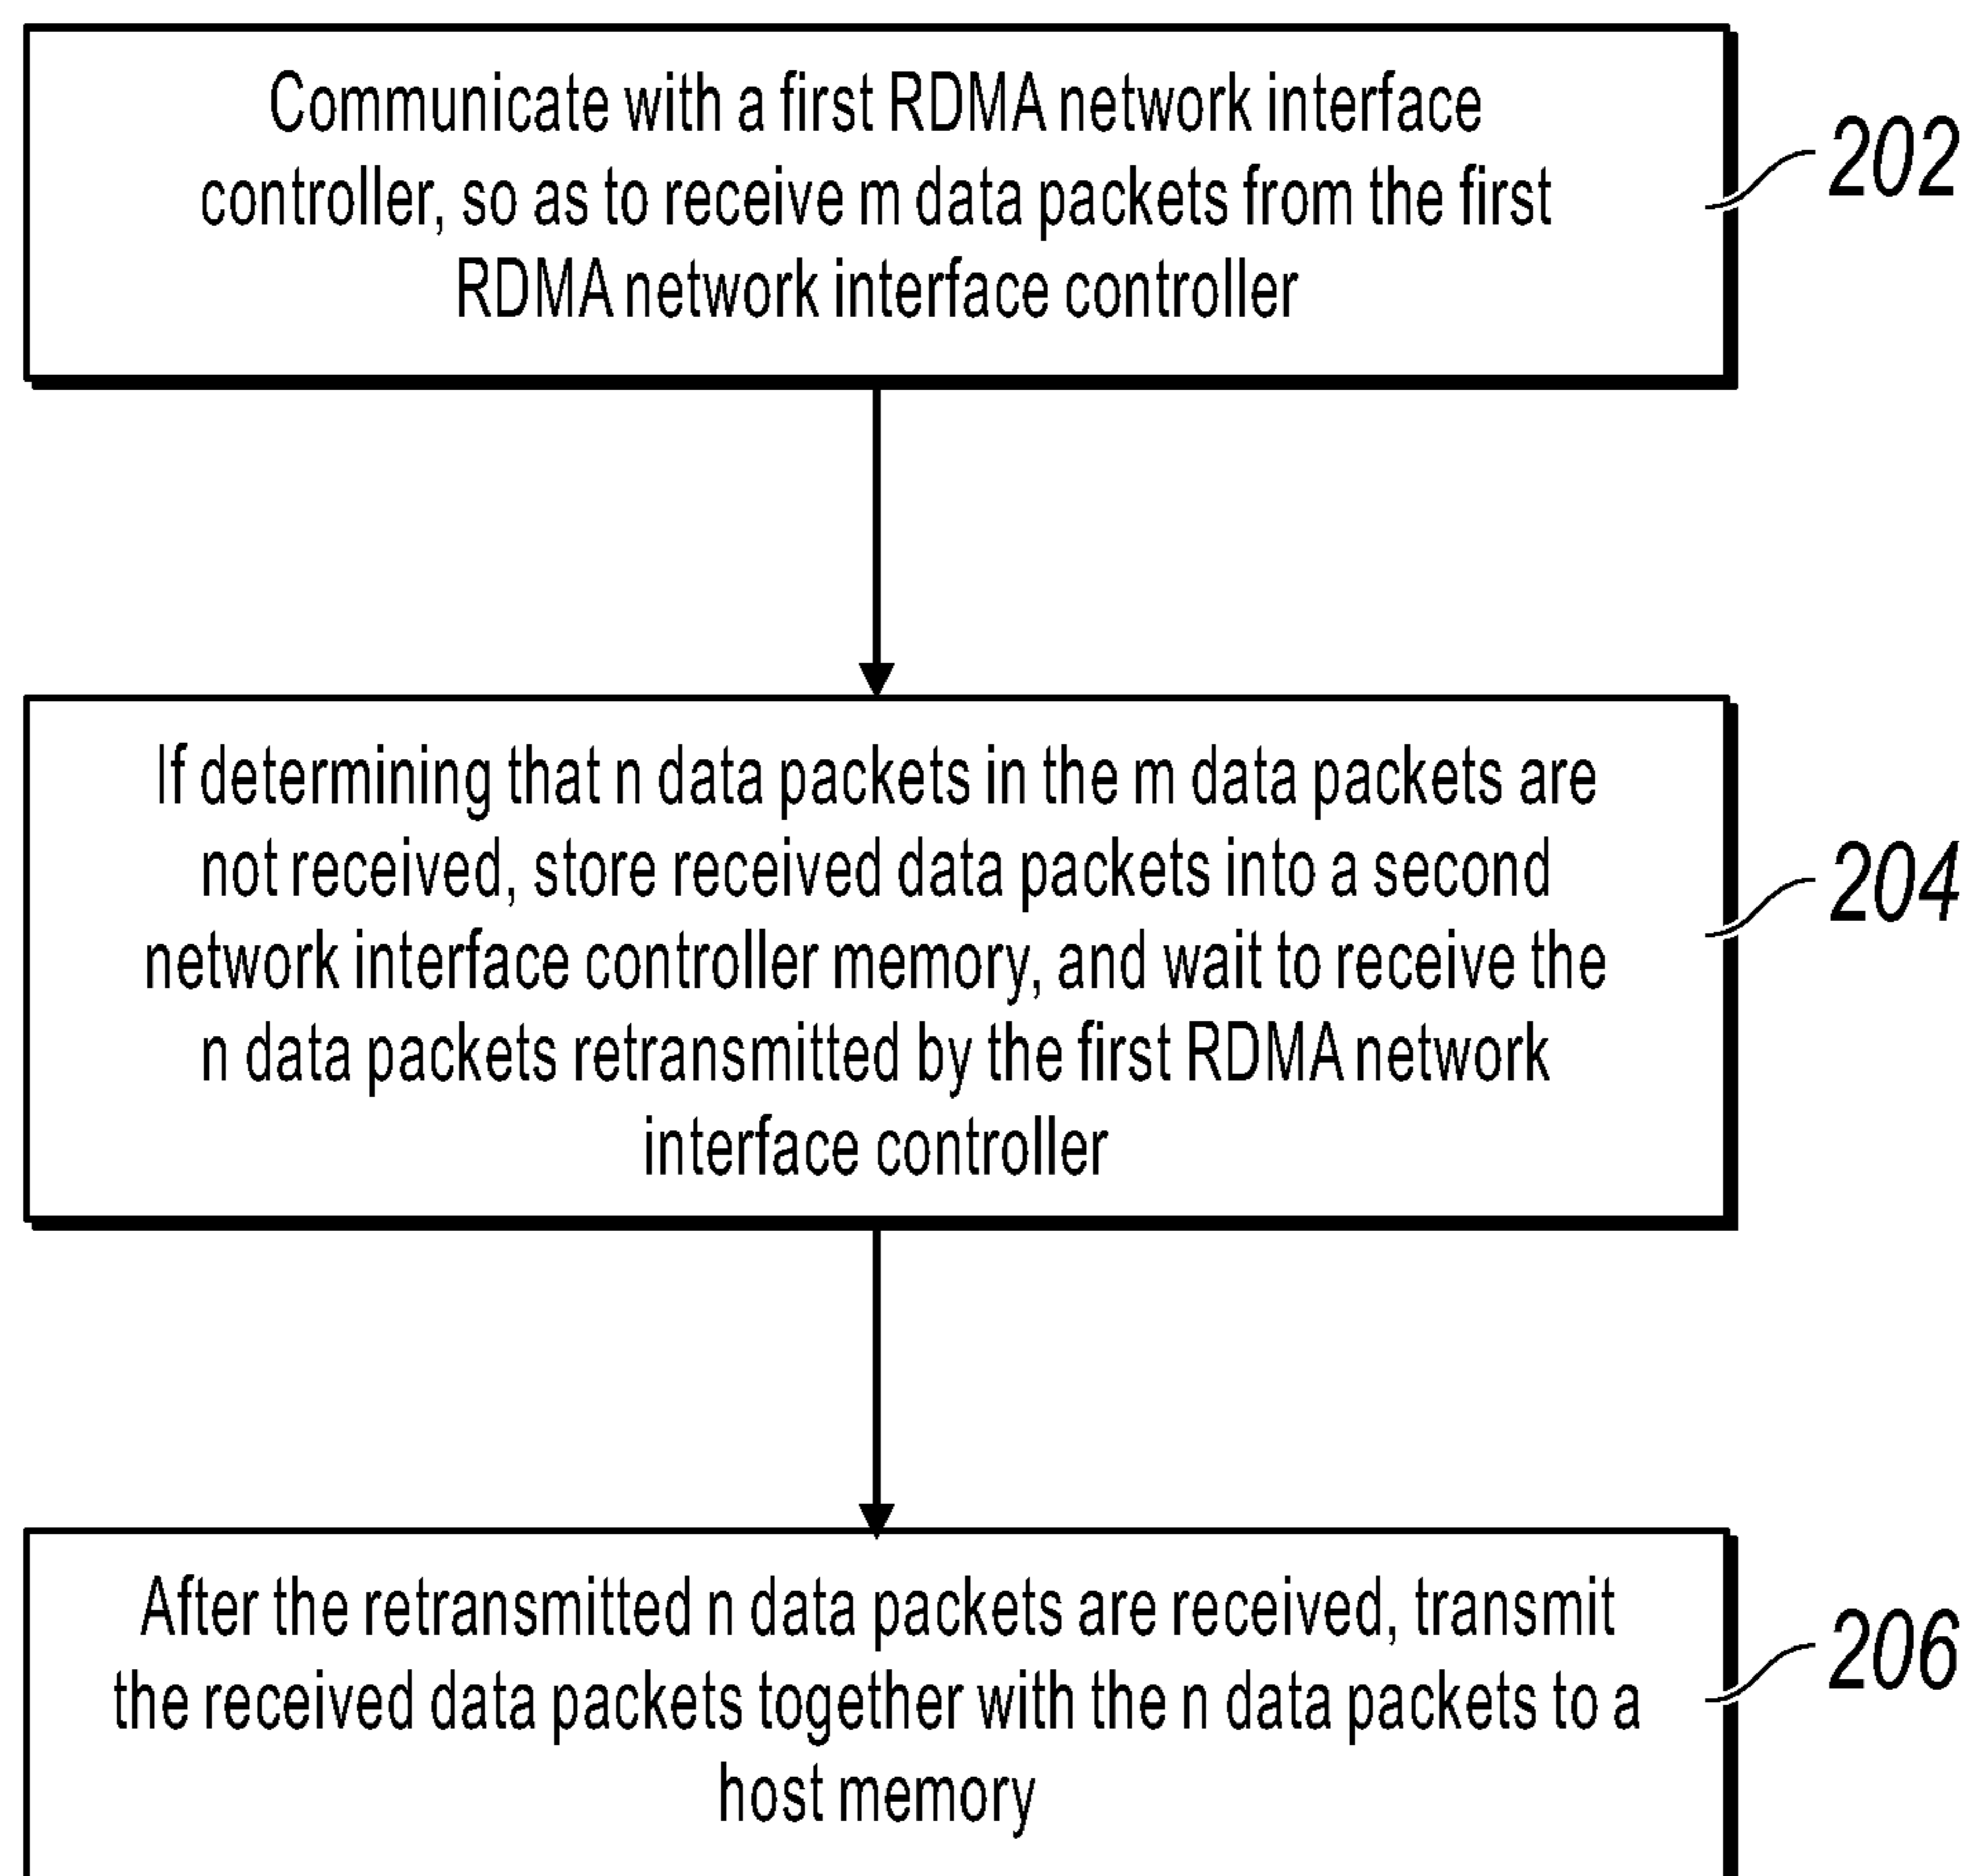 Communicate with a first RDMA network interface
controller, so as to receive m data packets from the first
RDMA network interface controller
202
If determining that n data packets in the m data packets are
not received, store received data packets into a second
network interface controller memory, and wait to receive the
n data packets retransmitted by the first RDMA network
interface controller
204
After the retransmitted n data packets are received, transmit
the received data packets together with the n data packets to a
host memory
206